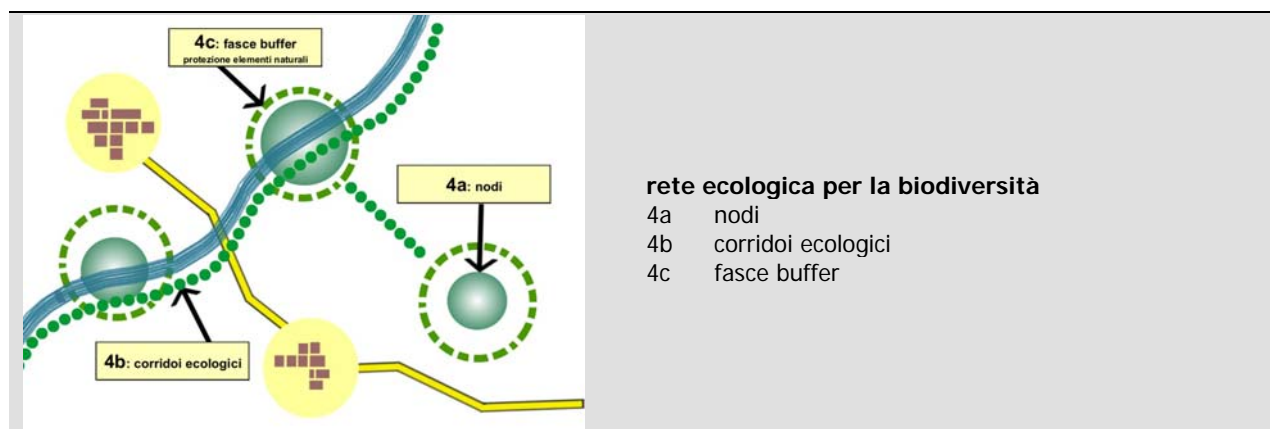 4c: fasce buffer
protezione elementi naturali
4a: nodi
4b: corridoi ecologici
rete ecologica per la biodiversità
4a nodi
4b corridoi ecologici
4c fasce buffer